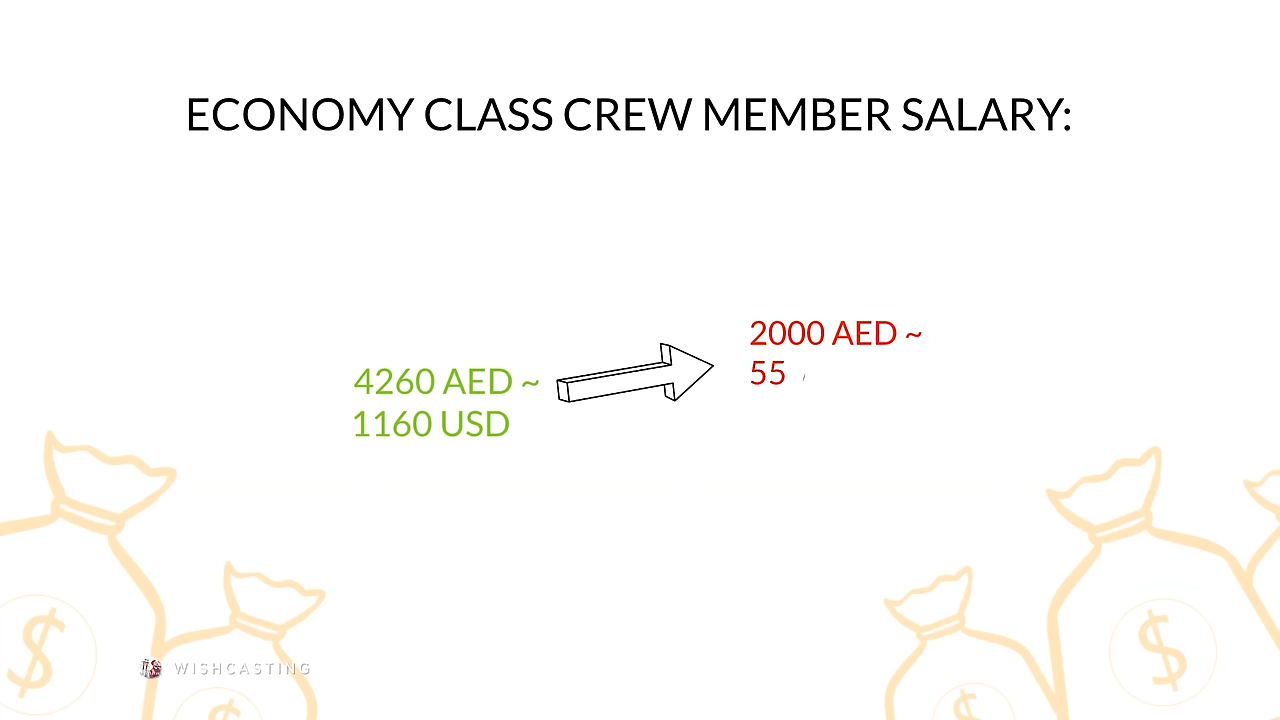 ECONOMY CLASS CREW MEMBER SALARY:
4260 AED ~
1160 USD
2000 AED ~
55
WISHCASTING